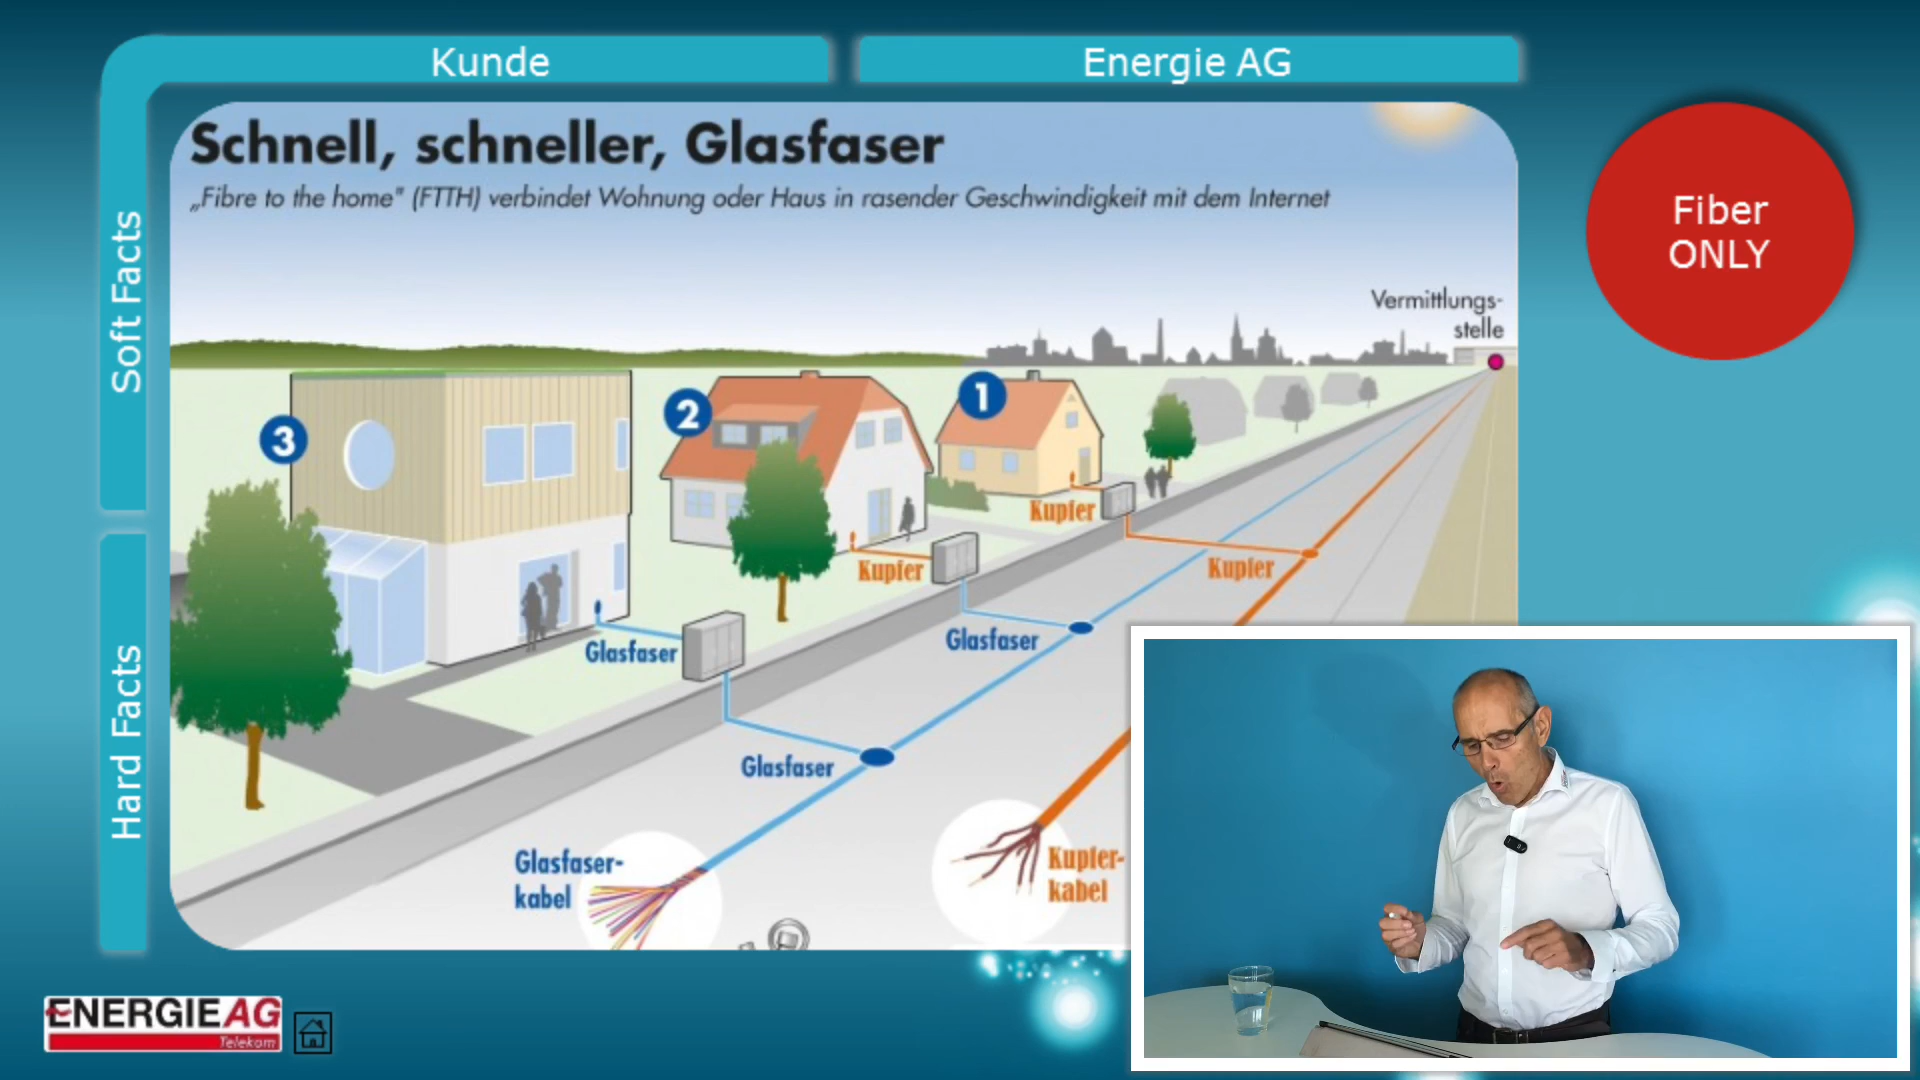 Kunde
Energie AG
Schnell, schneller, Glasfaser
„Fibre to the home" (FTTH) verbindet Wohnung oder Haus in rasender Geschwindigkeit mit dem Internet
Fiber
ONLY
Soft Facts
Hard Facts
Vermittlungs-
stelle
1
2
3
Kupfer
Kupfer
Kupfer
Glasfaser
Glasfaser
Glasfaser
Glasfaser-
kabel
Kupfer-
kabel
ENERGIEAG
Telekom